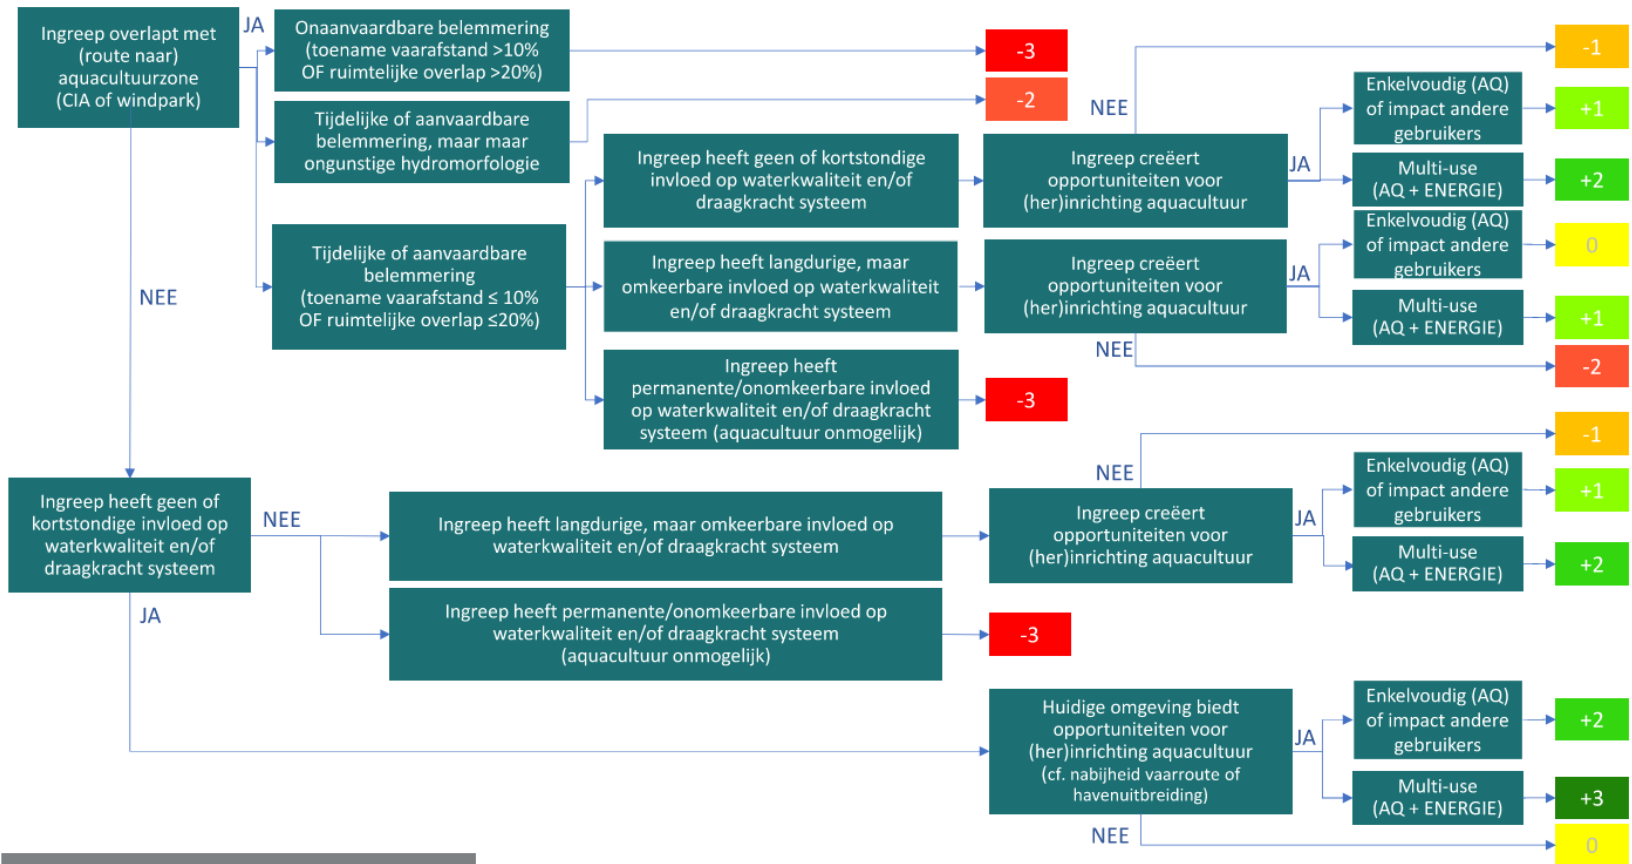 Ingreep overlapt met
(route naar)
aquacultuurzone
(CIA of windpark)
JA
Onaanvaardbare belemmering
(toename vaarafstand >10%
OF ruimtelijke overlap >20%)
-3
Tijdelijke of aanvaardbare
belemmering, maar maar
ongunstige hydromorfologie
-2
NEE
Tijdelijke of aanvaardbare
belemmering
(toename vaarafstand ≤ 10%
OF ruimtelijke overlap ≤20%)
Ingreep heeft geen of kortstondige
invloed op waterkwaliteit en/of
draagkracht systeem
Ingreep creëert
opportuniteiten voor
(her)inrichting aquacultuur
NEE
-1
JA
Enkelvoudig (AQ)
of impact andere
gebruikers
+1
Multi-use
(AQ + ENERGIE)
+2
Ingreep heeft langdurige, maar
omkeerbare invloed op waterkwaliteit
en/of draagkracht systeem
Ingreep creëert
opportuniteiten voor
(her)inrichting aquacultuur
JA
Enkelvoudig (AQ)
of impact andere
gebruikers
0
Multi-use
(AQ + ENERGIE)
+1
NEE
-2
Ingreep heeft
permanente/onomkeerbare invloed
op waterkwaliteit en/of draagkracht
systeem (aquacultuur onmogelijk)
-3
Ingreep heeft geen of
kortstondige invloed op
waterkwaliteit en/of
draagkracht systeem
NEE
Ingreep heeft langdurige, maar omkeerbare invloed op
waterkwaliteit en/of draagkracht systeem
Ingreep creëert
opportuniteiten voor
(her)inrichting aquacultuur
NEE
-1
JA
Enkelvoudig (AQ)
of impact andere
gebruikers
+1
Multi-use
(AQ + ENERGIE)
+2
Ingreep heeft permanente/onomkeerbare invloed op
waterkwaliteit en/of draagkracht systeem
(aquacultuur onmogelijk)
-3
JA
Huidige omgeving biedt
opportuniteiten voor
(her)inrichting aquacultuur
(cf. nabijheid vaarroute of
havenuitbreiding)
JA
Enkelvoudig (AQ)
of impact andere
gebruikers
+2
Multi-use
(AQ + ENERGIE)
+3
NEE
0